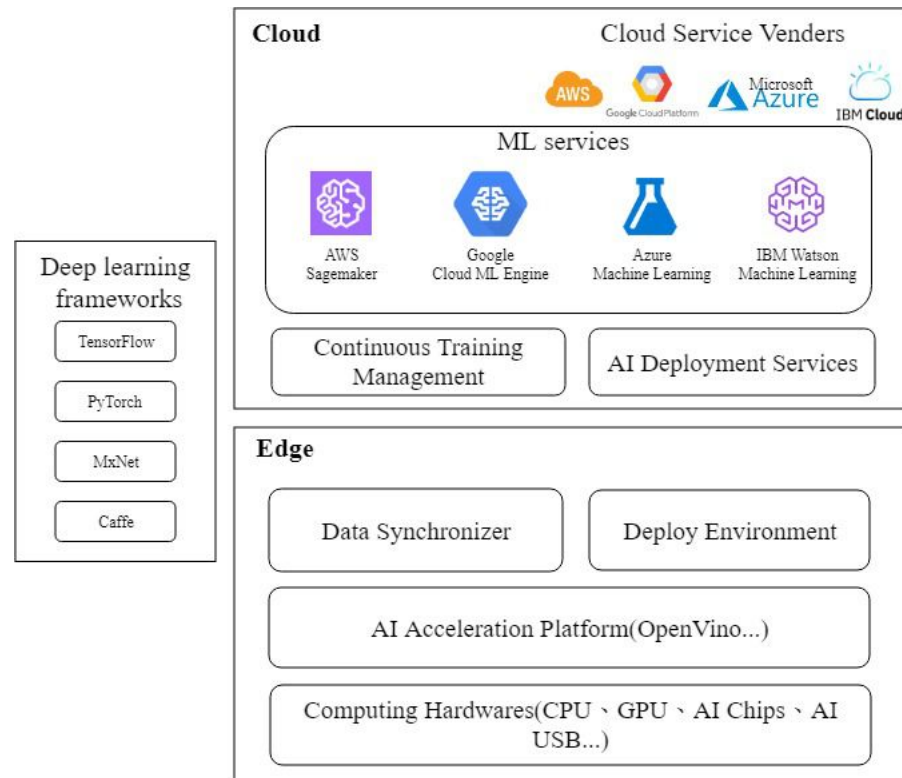 Cloud
Cloud Service Venders
AWS
Google Cloud Platform
Microsoft
Azure
IBM Cloud
ML services
AWS
Sagemaker
Google
Cloud ML Engine
Azure
Machine Learning
IBM Watson
Machine Learning
Continuous Training
Management
AI Deployment Services
Deep learning
frameworks
TensorFlow
PyTorch
MxNet
Caffe
Edge
Data Synchronizer
Deploy Environment
AI Acceleration Platform(OpenVino...)
Computing Hardwares(CPU、GPU、AI Chips、AI
USB...)